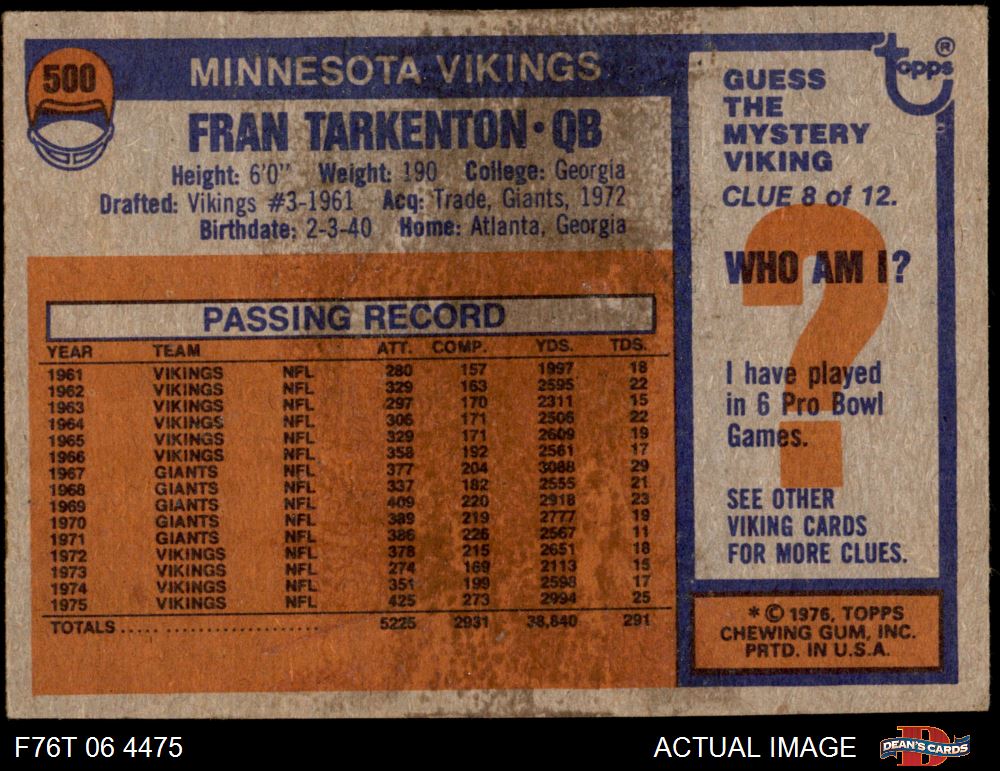 500
MINNESOTA VIKINGS
FRAN TARKENTON·QB
Height: 6'0" Weight: 190 College: Georgia
Drafted: Vikings #3-1961 Acq: Trade, Giants, 1972
Birthdate: 2-3-40 Home: Atlanta, Georgia
PASSING RECORD
YEAR TEAM ATT. COMP. YDS. TDS.
1961 VIKINGS NFL 280 157 1997 18
1962 VIKINGS NFL 329 163 2595 22
1963 VIKINGS NFL 297 170 2311 15
1964 VIKINGS NFL 306 171 2506 22
1965 VIKINGS NFL 329 171 2609 19
1966 VIKINGS NFL 358 192 2561 17
1967 GIANTS NFL 377 204 3088 29
1968 GIANTS NFL 337 182 2555 21
1969 GIANTS NFL 409 220 2918 23
1970 GIANTS NFL 389 219 2777 19
1971 GIANTS NFL 386 226 2567 11
1972 VIKINGS NFL 378 215 2651 18
1973 VIKINGS NFL 274 169 2113 15
1974 VIKINGS NFL 351 199 2598 17
1975 VIKINGS NFL 425 273 2994 25
TOTALS..... 5225 2931 38,840 291
topps ®
GUESS
THE
MYSTERY
VIKING
CLUE 8 of 12.
?
WHO AM I?
I have played
in 6 Pro Bowl
Games.
SEE OTHER
VIKING CARDS
FOR MORE CLUES.
* © 1976, TOPPS
CHEWING GUM, INC.
PRTD. IN U.S.A.
F76T 06 4475
ACTUAL IMAGE
DEAN'S CARDS